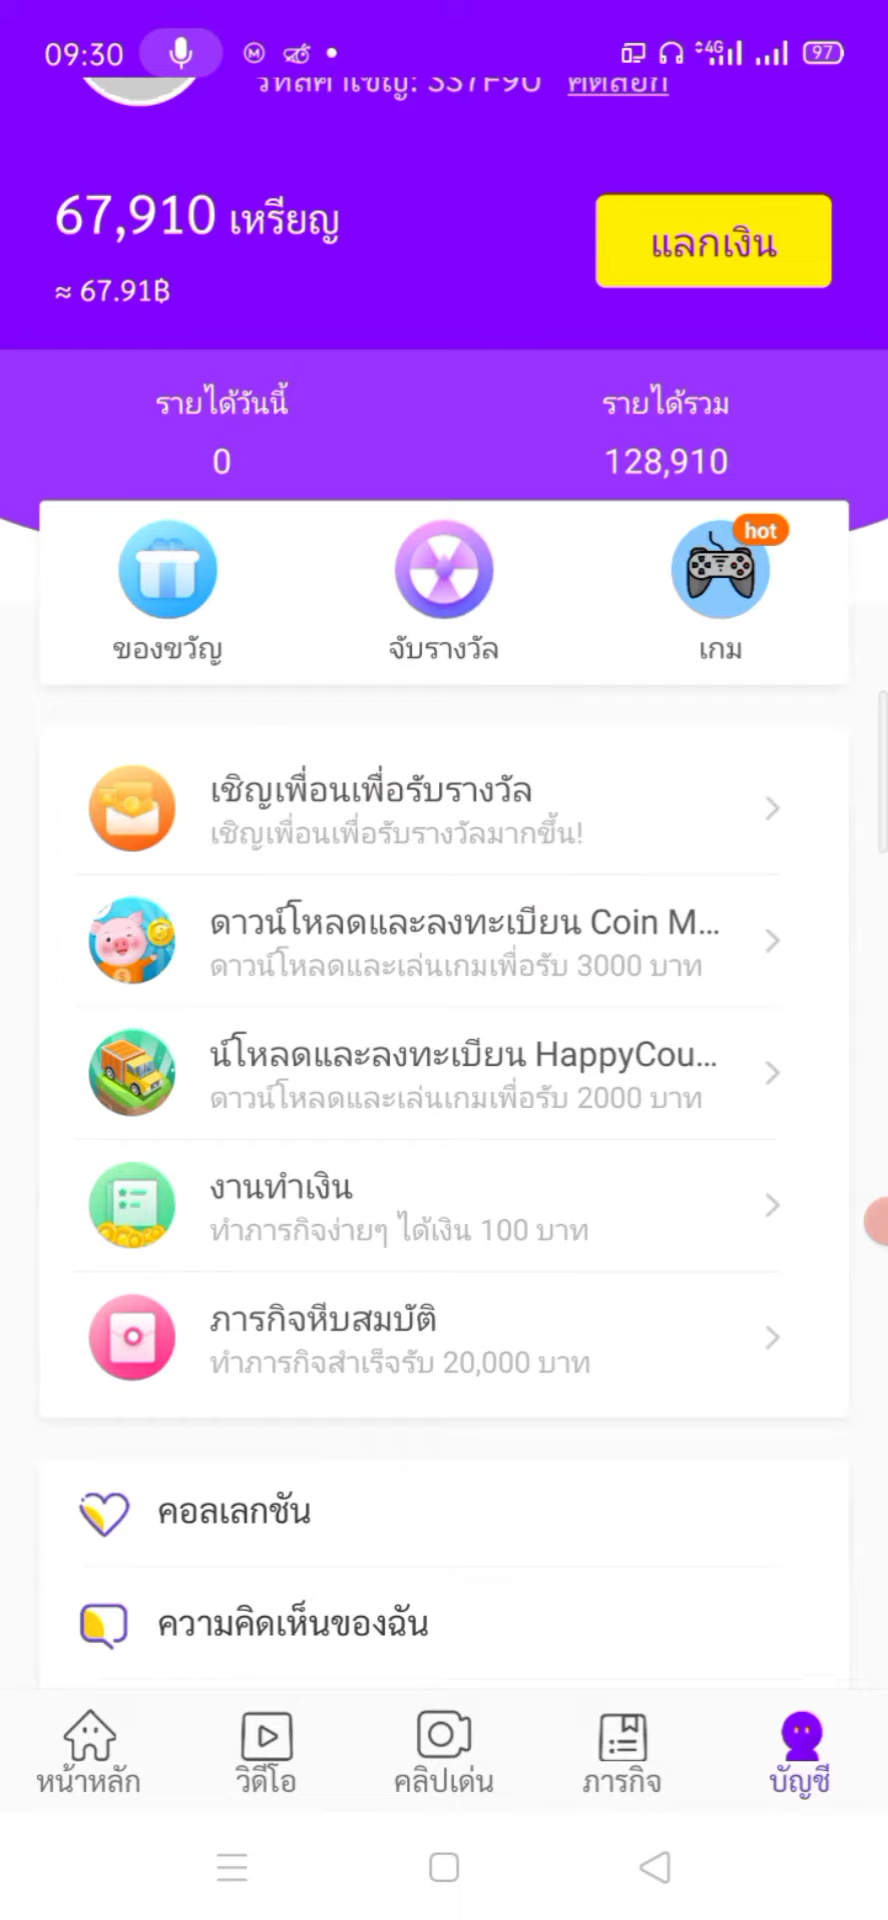 09:30
4G
97
67,910 เหรียญ
แลกเงิน
≈ 67.91฿
รายได้วันนี้
รายได้รวม
0
128,910
hot
ของขวัญ
จับรางวัล
เกม
เชิญเพื่อนเพื่อรับรางวัล
เชิญเพื่อนเพื่อรับรางวัลมากขึ้น!
ดาวน์โหลดและลงทะเบียน Coin M...
ดาวน์โหลดและเล่นเกมเพื่อรับ 3000 บาท
น์โหลดและลงทะเบียน HappyCou...
ดาวน์โหลดและเล่นเกมเพื่อรับ 2000 บาท
งานทำเงิน
ทำภารกิจง่ายๆ ได้เงิน 100 บาท
ภารกิจหีบสมบัติ
ทำภารกิจสำเร็จรับ 20,000 บาท
คอลเลกชัน
ความคิดเห็นของฉัน
หน้าหลัก
วิดีโอ
คลิปเด่น
ภารกิจ
บัญชี